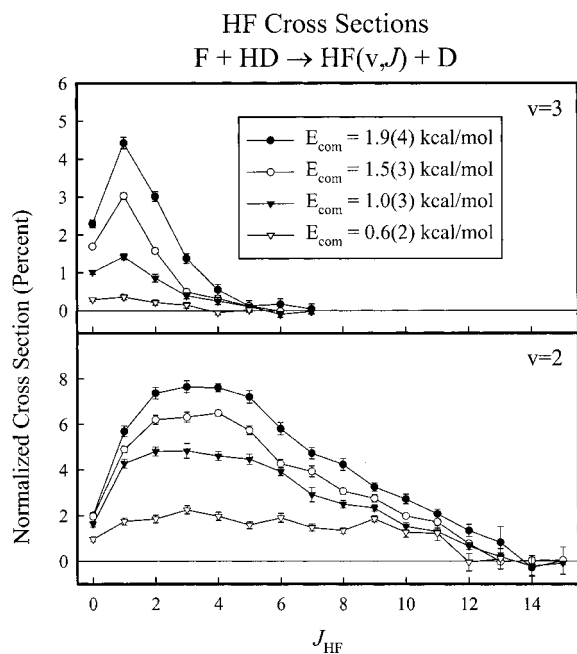 HF Cross Sections
F + HD → HF(v,J) + D
6
5
4
3
2
1
0
v=3
E_com = 1.9(4) kcal/mol
E_com = 1.5(3) kcal/mol
E_com = 1.0(3) kcal/mol
E_com = 0.6(2) kcal/mol
Normalized Cross Section (Percent)
v=2
8
6
4
2
0
0 2 4 6 8 10 12 14
J_HF